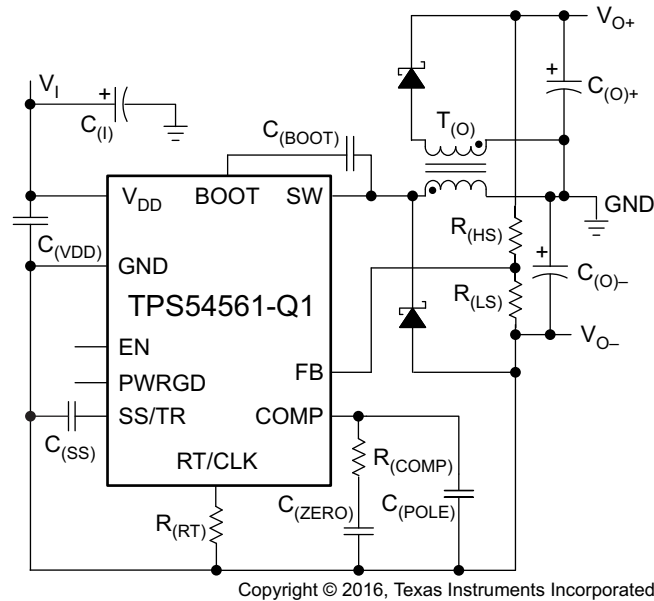 V_O+
V_I
C_(I)
C_(O)+
T_(O)
C_(BOOT)
V_DD
BOOT
SW
GND
C_(VDD)
R_(HS)
GND
C_(O)–
TPS54561-Q1
R_(LS)
EN
V_O–
PWRGD
FB
SS/TR
COMP
C_(SS)
RT/CLK
R_(COMP)
R_(RT)
C_(ZERO)
C_(POLE)
Copyright © 2016, Texas Instruments Incorporated